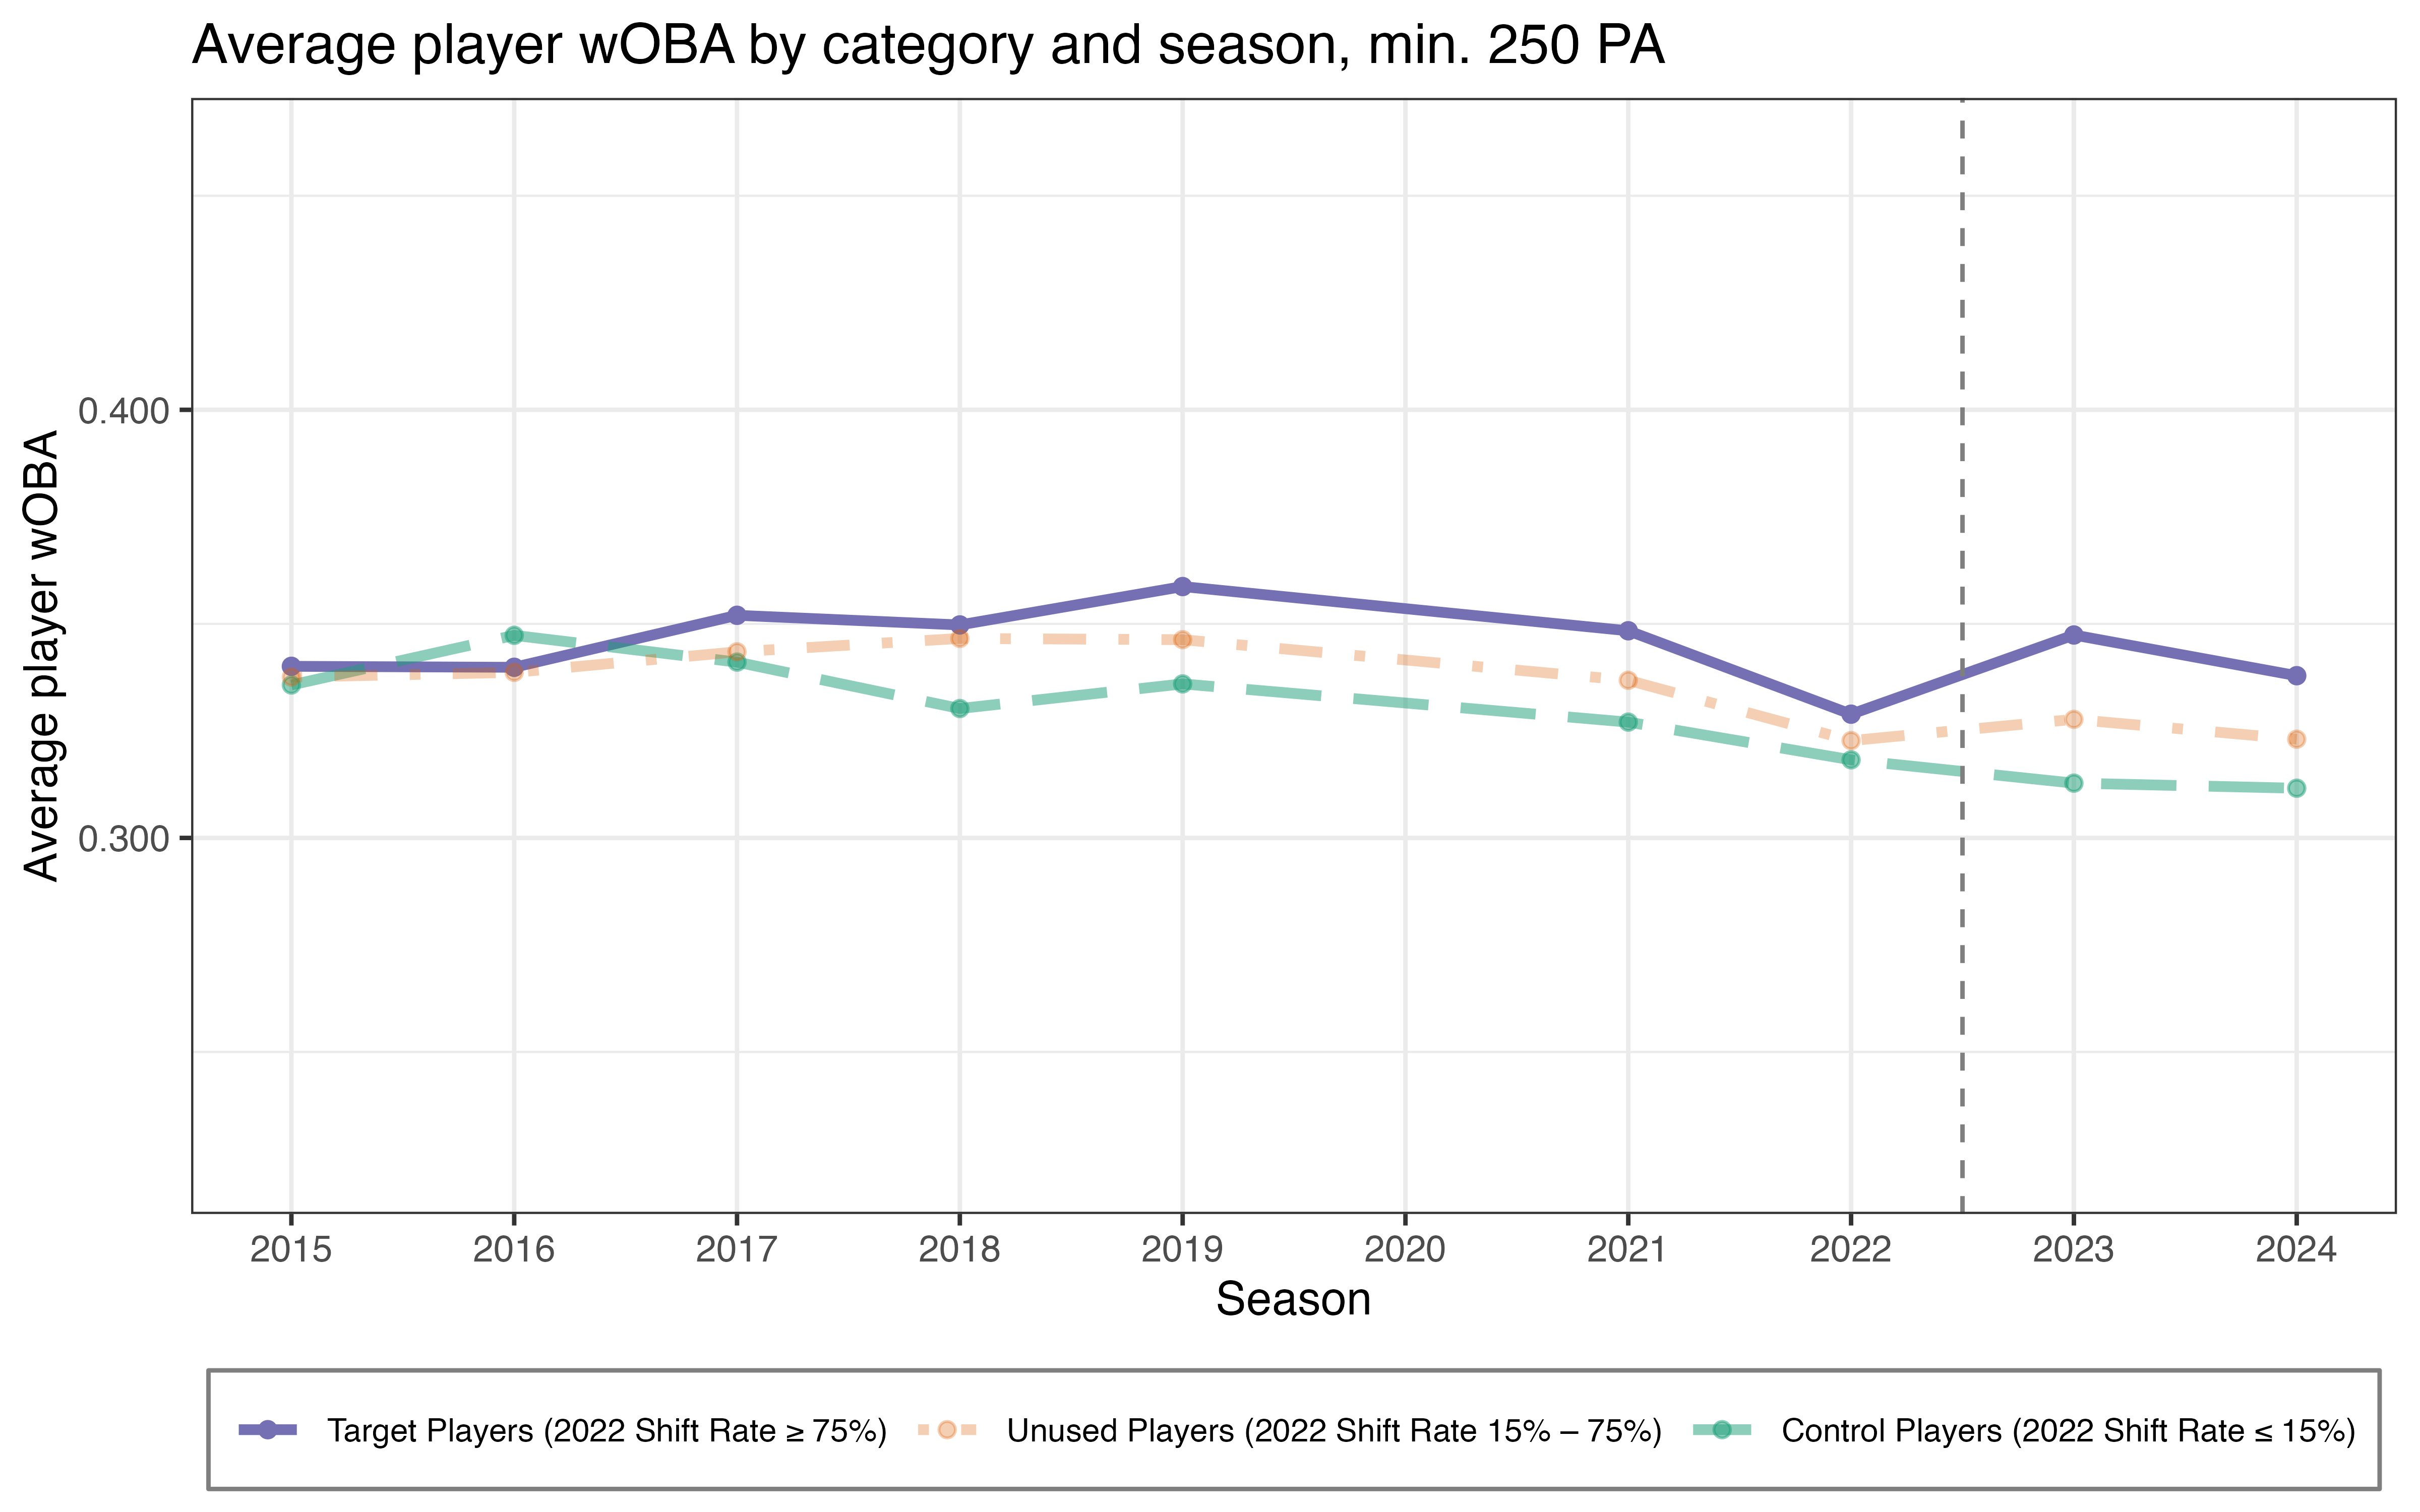 Average player wOBA by category and season, min. 250 PA
Average player wOBA
0.400
0.300
2015 2016 2017 2018 2019 2020 2021 2022 2023 2024
Season
Target Players (2022 Shift Rate ≥ 75%) Unused Players (2022 Shift Rate 15% – 75%) Control Players (2022 Shift Rate ≤ 15%)